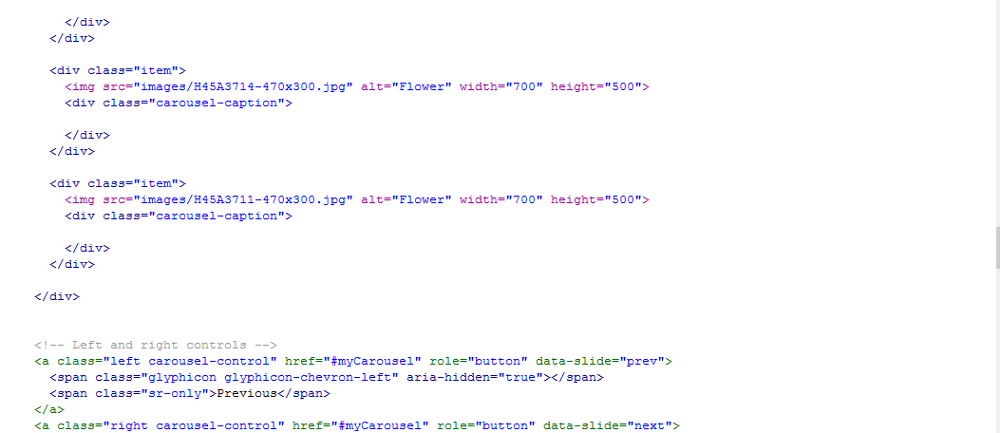 </div>
</div>
<div class="item">
<img src="images/H45A3714-470x300.jpg" alt="Flower" width="700" height="500">
<div class="carousel-caption">
</div>
</div>
<div class="item">
<img src="images/H45A3711-470x300.jpg" alt="Flower" width="700" height="500">
<div class="carousel-caption">
</div>
</div>
</div>
<!-- Left and right controls -->
<a class="left carousel-control" href="#myCarousel" role="button" data-slide="prev">
<span class="glyphicon glyphicon-chevron-left" aria-hidden="true"></span>
<span class="sr-only">Previous</span>
</a>
<a class="right carousel-control" href="#myCarousel" role="button" data-slide="next">